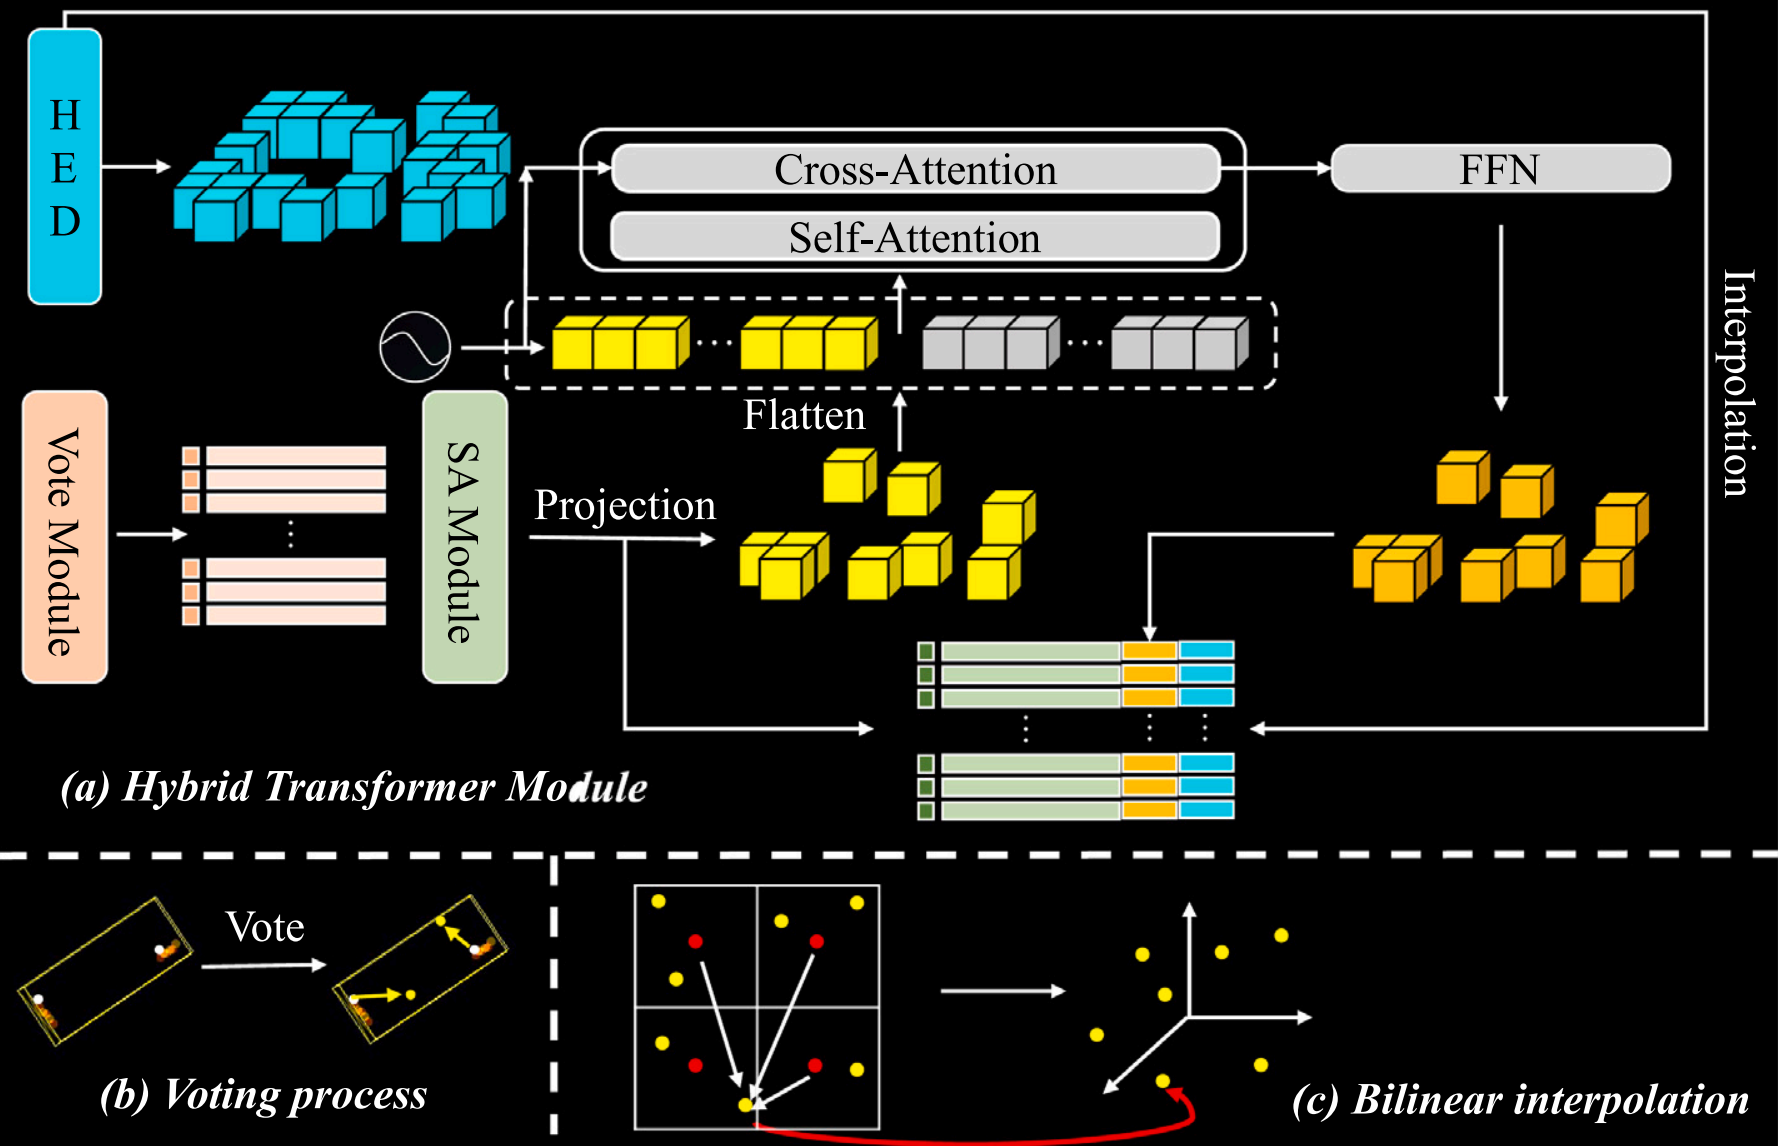 HED
Cross-Attention
FFN
Self-Attention
Interpolation
Flatten
Vote Module
SA Module
Projection
(a) Hybrid Transformer Module
Vote
(b) Voting process
(c) Bilinear interpolation